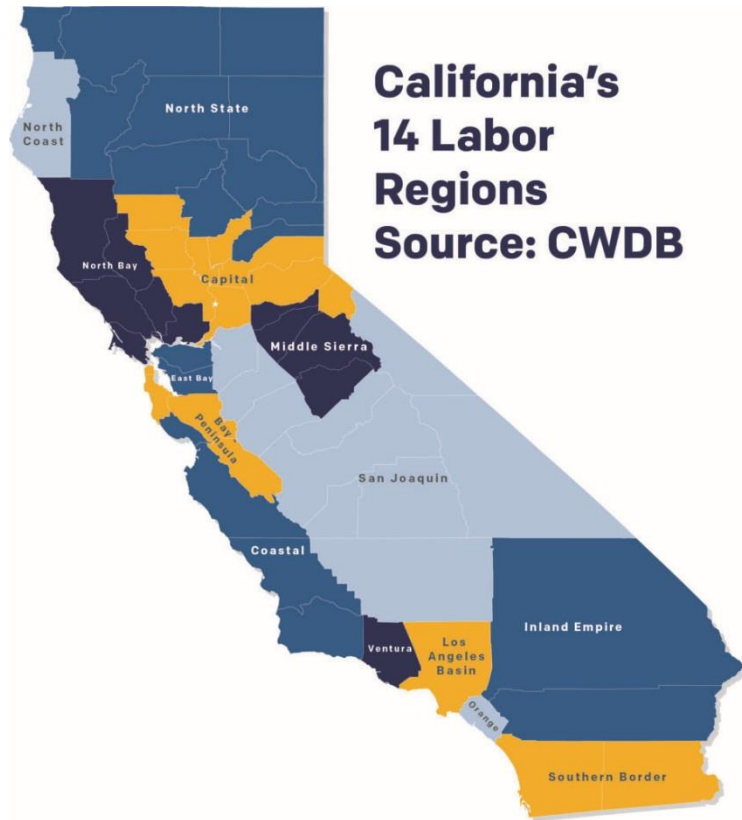 California's
14 Labor
Regions
Source: CWDB
North State
North
Coast
North Bay
Capital
Middle Sierra
East Bay
Bay -
Peninsula
San Joaquin
Coastal
Inland Empire
Ventura
Los
Angeles
Basin
Orange
Southern Border